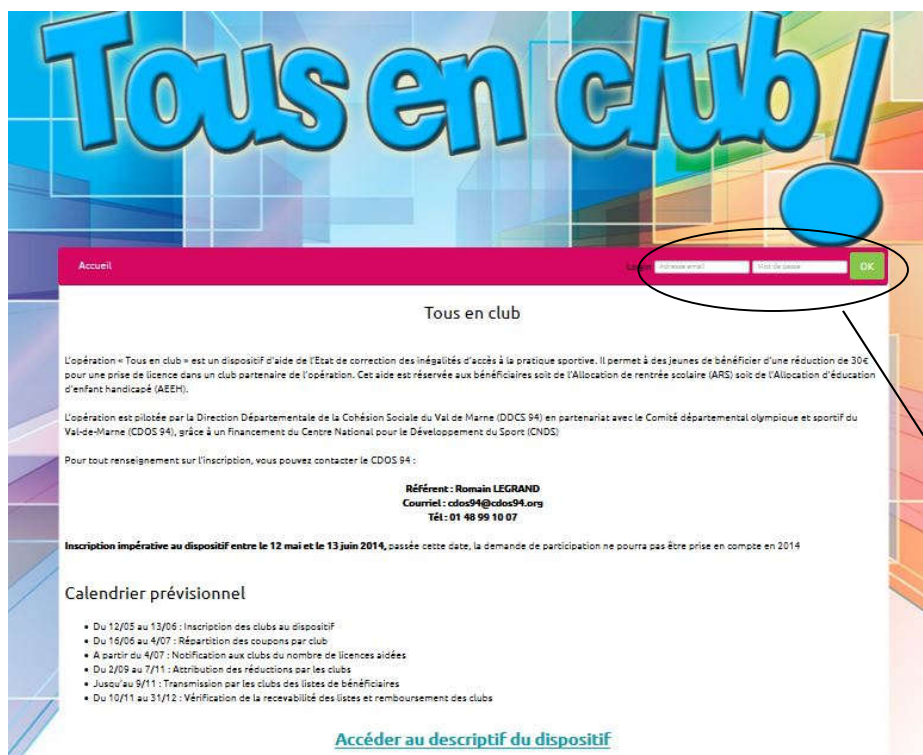 Tous en club !
Accueil
Login Adresse email Mot de passe OK
Tous en club
L'opération « Tous en club » est un dispositif d'aide de l'Etat de correction des inégalités d'accès à la pratique sportive. Il permet à des jeunes de bénéficier d'une réduction de 30€
pour une prise de licence dans un club partenaire de l'opération. Cet aide est réservée aux bénéficiaires soit de l'Allocation de rentrée scolaire (ARS) soit de l'Allocation d'éducation
d'enfant handicapé (AEEH).
L'opération est pilotée par la Direction Départementale de la Cohésion Sociale du Val de Marne (DDCS 94) en partenariat avec le Comité départemental olympique et sportif du
Val-de-Marne (CDOS 94), grâce à un financement du Centre National pour le Développement du Sport (CNDS)
Pour tout renseignement sur l'inscription, vous pouvez contacter le CDOS 94 :
Référent : Romain LEGRAND
Courriel : cdos94@cdos94.org
Tél : 01 48 99 10 07
Inscription impérative au dispositif entre le 12 mai et le 13 juin 2014, passée cette date, la demande de participation ne pourra pas être prise en compte en 2014
Calendrier prévisionnel
• Du 12/05 au 13/06 : Inscription des clubs au dispositif
• Du 16/06 au 4/07 : Répartition des coupons par club
• A partir du 4/07 : Notification aux clubs du nombre de licences aidées
• Du 2/09 au 7/11 : Attribution des réductions par les clubs
• Jusqu'au 9/11 : Transmission par les clubs des listes de bénéficiaires
• Du 10/11 au 31/12 : Vérification de la recevabilité des listes et remboursement des clubs
Accéder au descriptif du dispositif